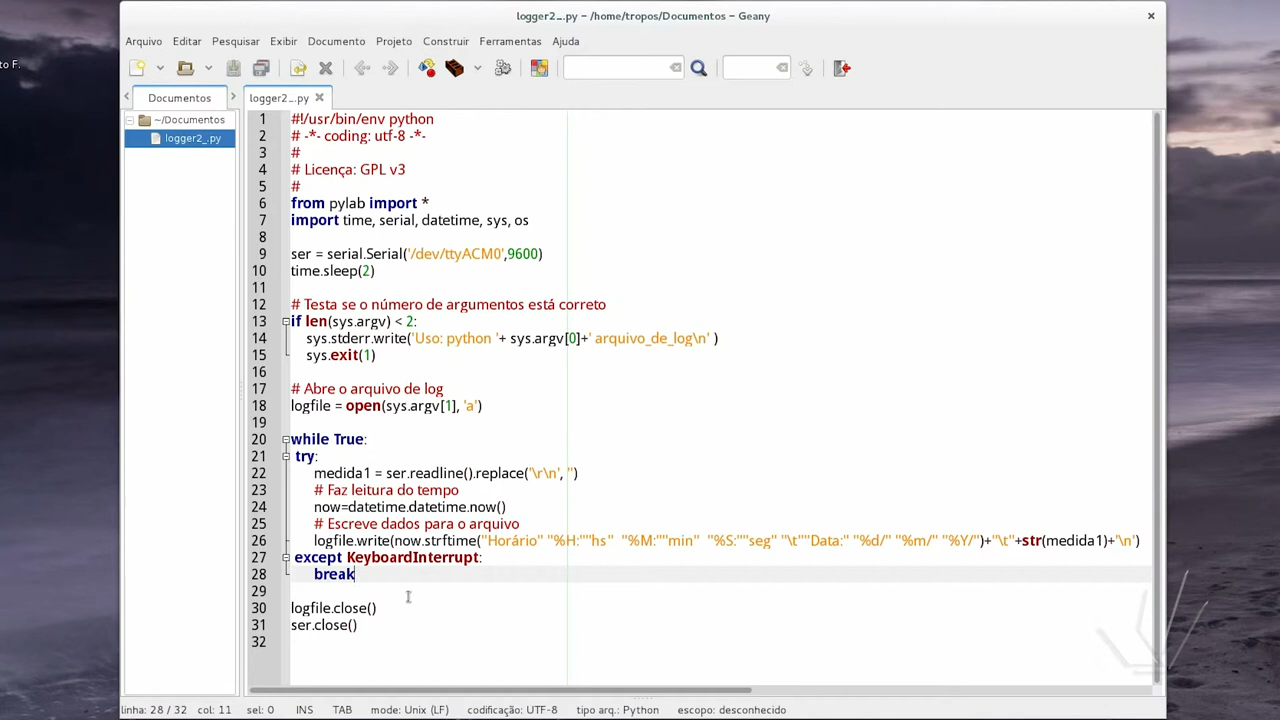 logger2_.py – /home/tropos/Documentos – Geany
to F.
Arquivo Editar Pesquisar Exibir Documento Projeto Construir Ferramentas Ajuda
Documentos
logger2_.py
~/Documentos
logger2_.py
1 #!/usr/bin/env python
2 # -*- coding: utf-8 -*-
3 #
4 # Licença: GPL v3
5 #
6 from pylab import *
7 import time, serial, datetime, sys, os
8
9 ser = serial.Serial('/dev/ttyACM0',9600)
10 time.sleep(2)
11
12 # Testa se o número de argumentos está correto
13 if len(sys.argv) < 2:
14 sys.stderr.write('Uso: python '+ sys.argv[0]+' arquivo_de_log\n' )
15 sys.exit(1)
16
17 # Abre o arquivo de log
18 logfile = open(sys.argv[1], 'a')
19
20 while True:
21 try:
22 medida1 = ser.readline().replace('\r\n', '')
23 # Faz leitura do tempo
24 now=datetime.datetime.now()
25 # Escreve dados para o arquivo
26 logfile.write(now.strftime("Horário" "%H:""hs" "%M:""min" "%S:""seg" "\t""Data:" "%d/" "%m/" "%Y/")+"\t"+str(medida1)+'\n')
27 except KeyboardInterrupt:
28 break
29
30 logfile.close()
31 ser.close()
32
linha: 28 / 32 col: 11 sel: 0 INS TAB mode: Unix (LF) codificação: UTF-8 tipo arq.: Python escopo: desconhecido